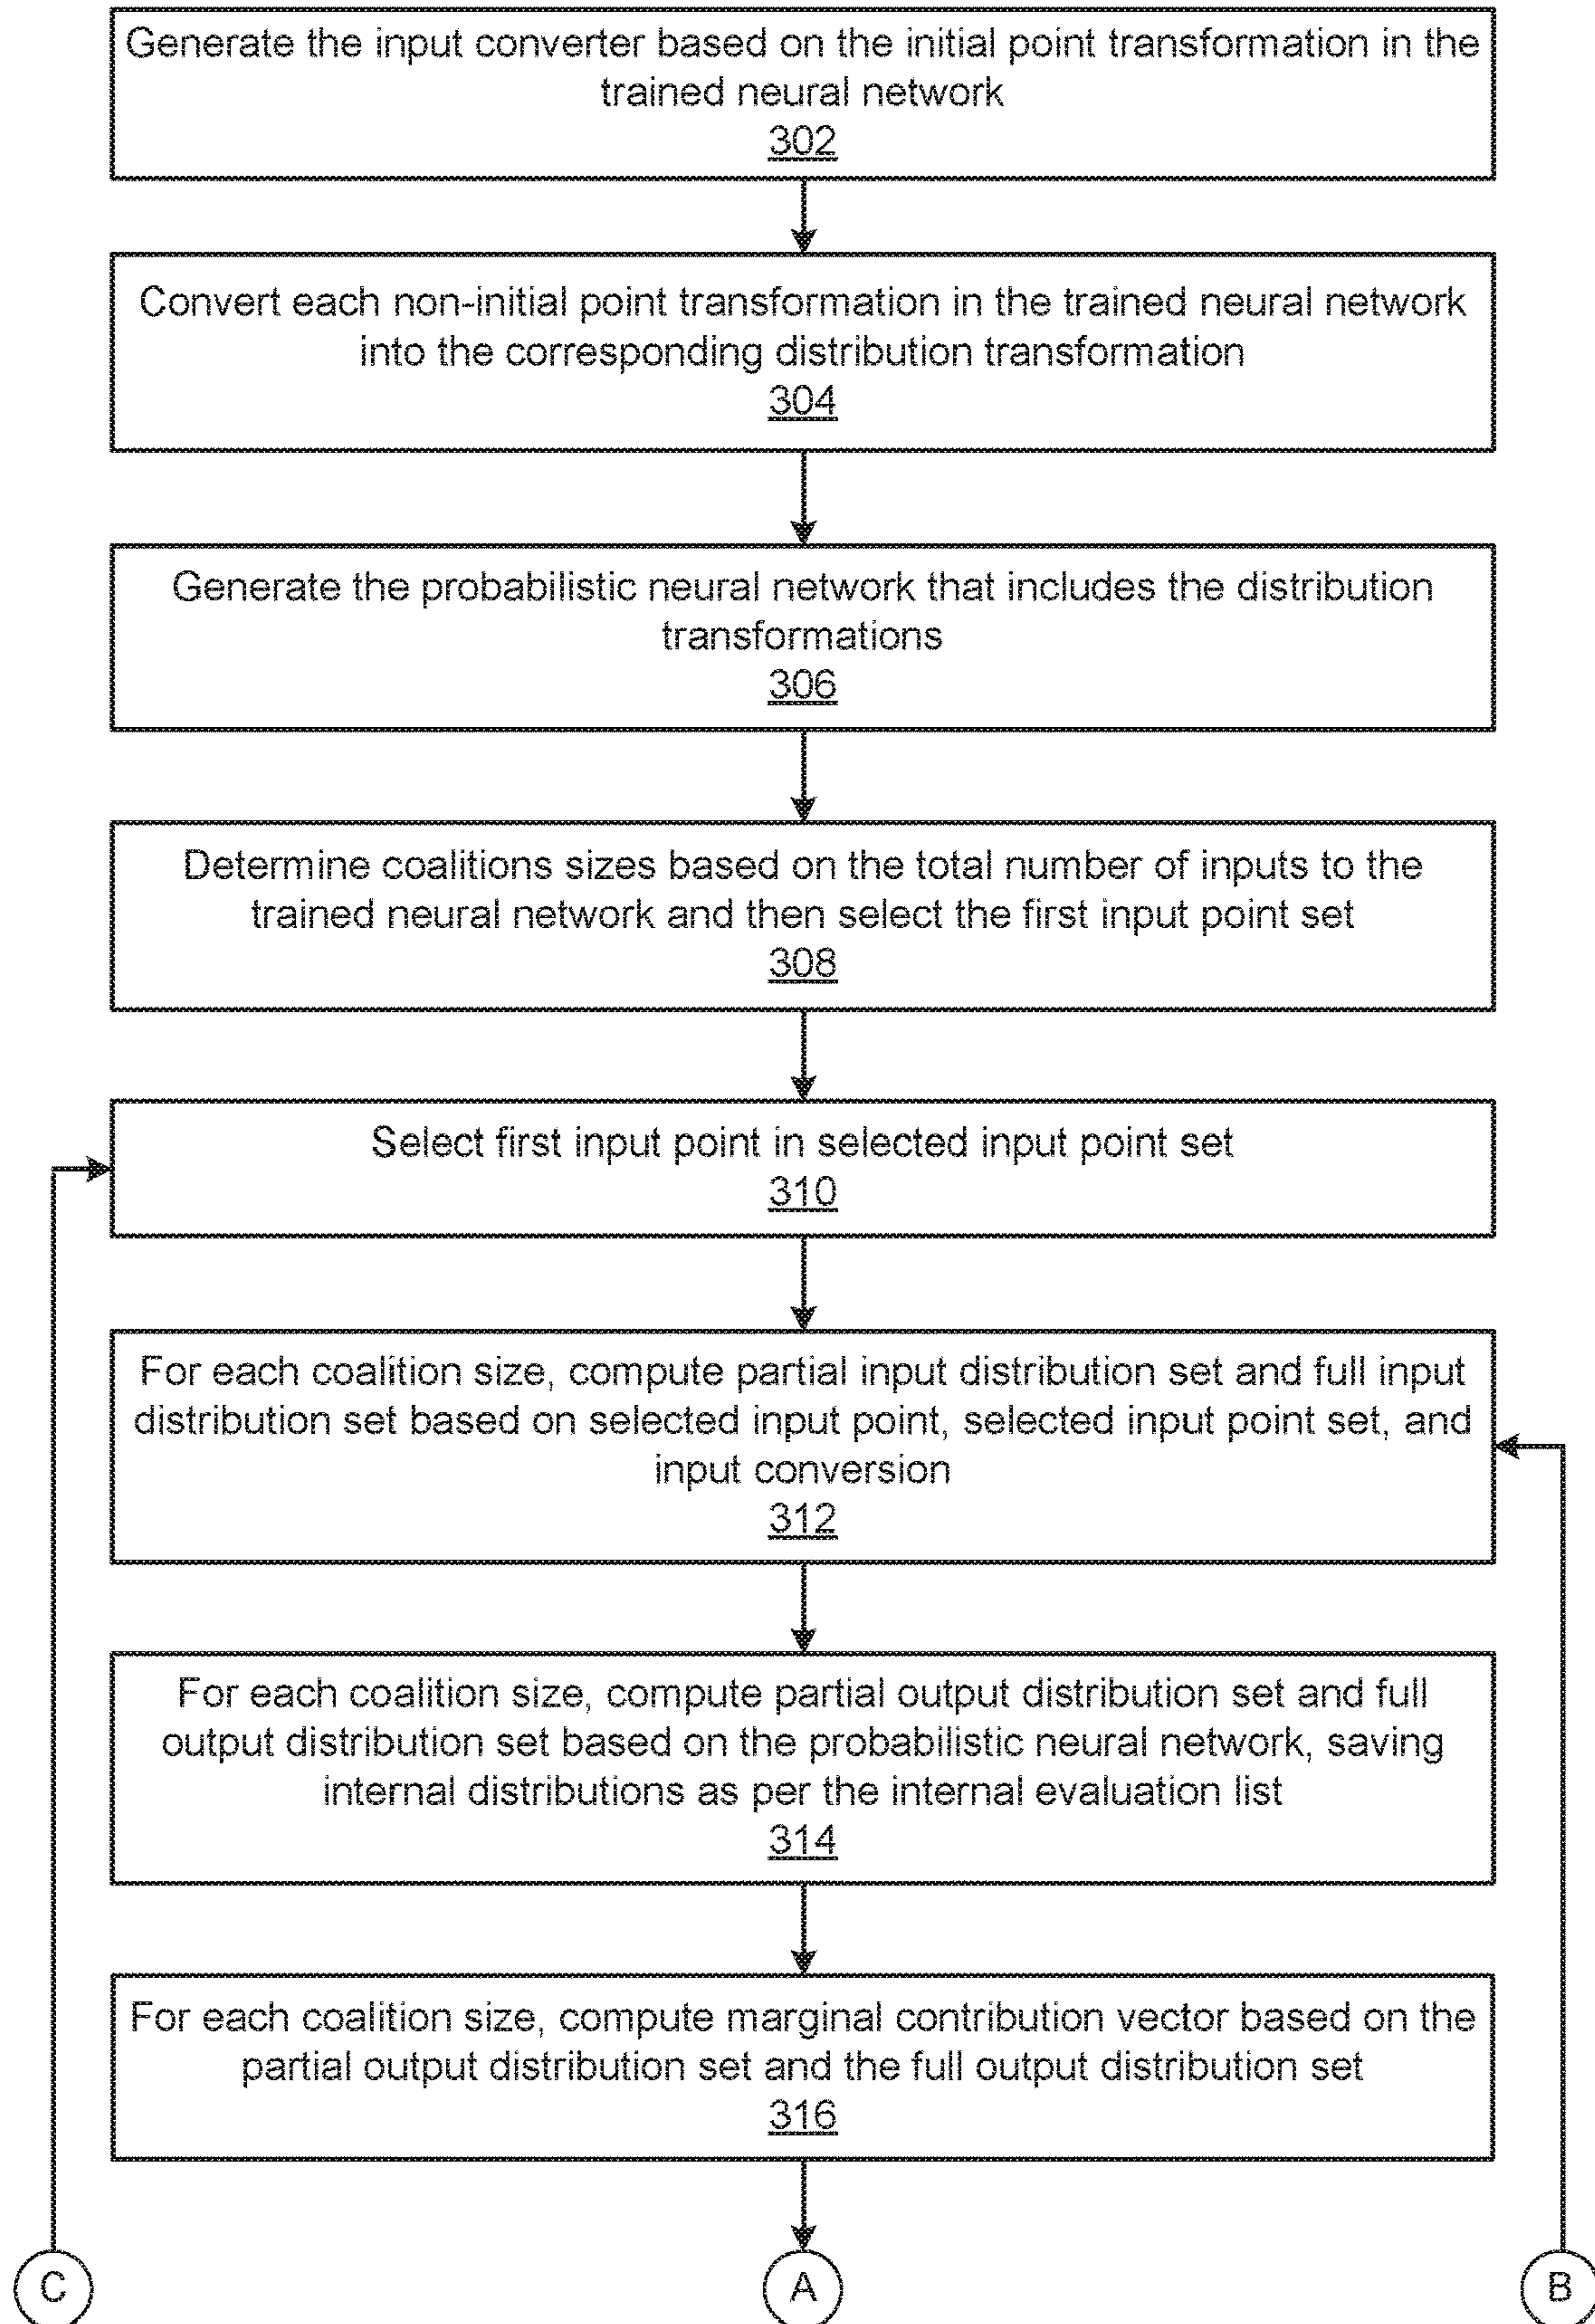 Generate the input converter based on the initial point transformation in the
trained neural network
302
Convert each non-initial point transformation in the trained neural network
into the corresponding distribution transformation
304
Generate the probabilistic neural network that includes the distribution
transformations
306
Determine coalitions sizes based on the total number of inputs to the
trained neural network and then select the first input point set
308
Select first input point in selected input point set
310
For each coalition size, compute partial input distribution set and full input
distribution set based on selected input point, selected input point set, and
input conversion
312
For each coalition size, compute partial output distribution set and full
output distribution set based on the probabilistic neural network, saving
internal distributions as per the internal evaluation list
314
For each coalition size, compute marginal contribution vector based on the
partial output distribution set and the full output distribution set
316
C
A
B